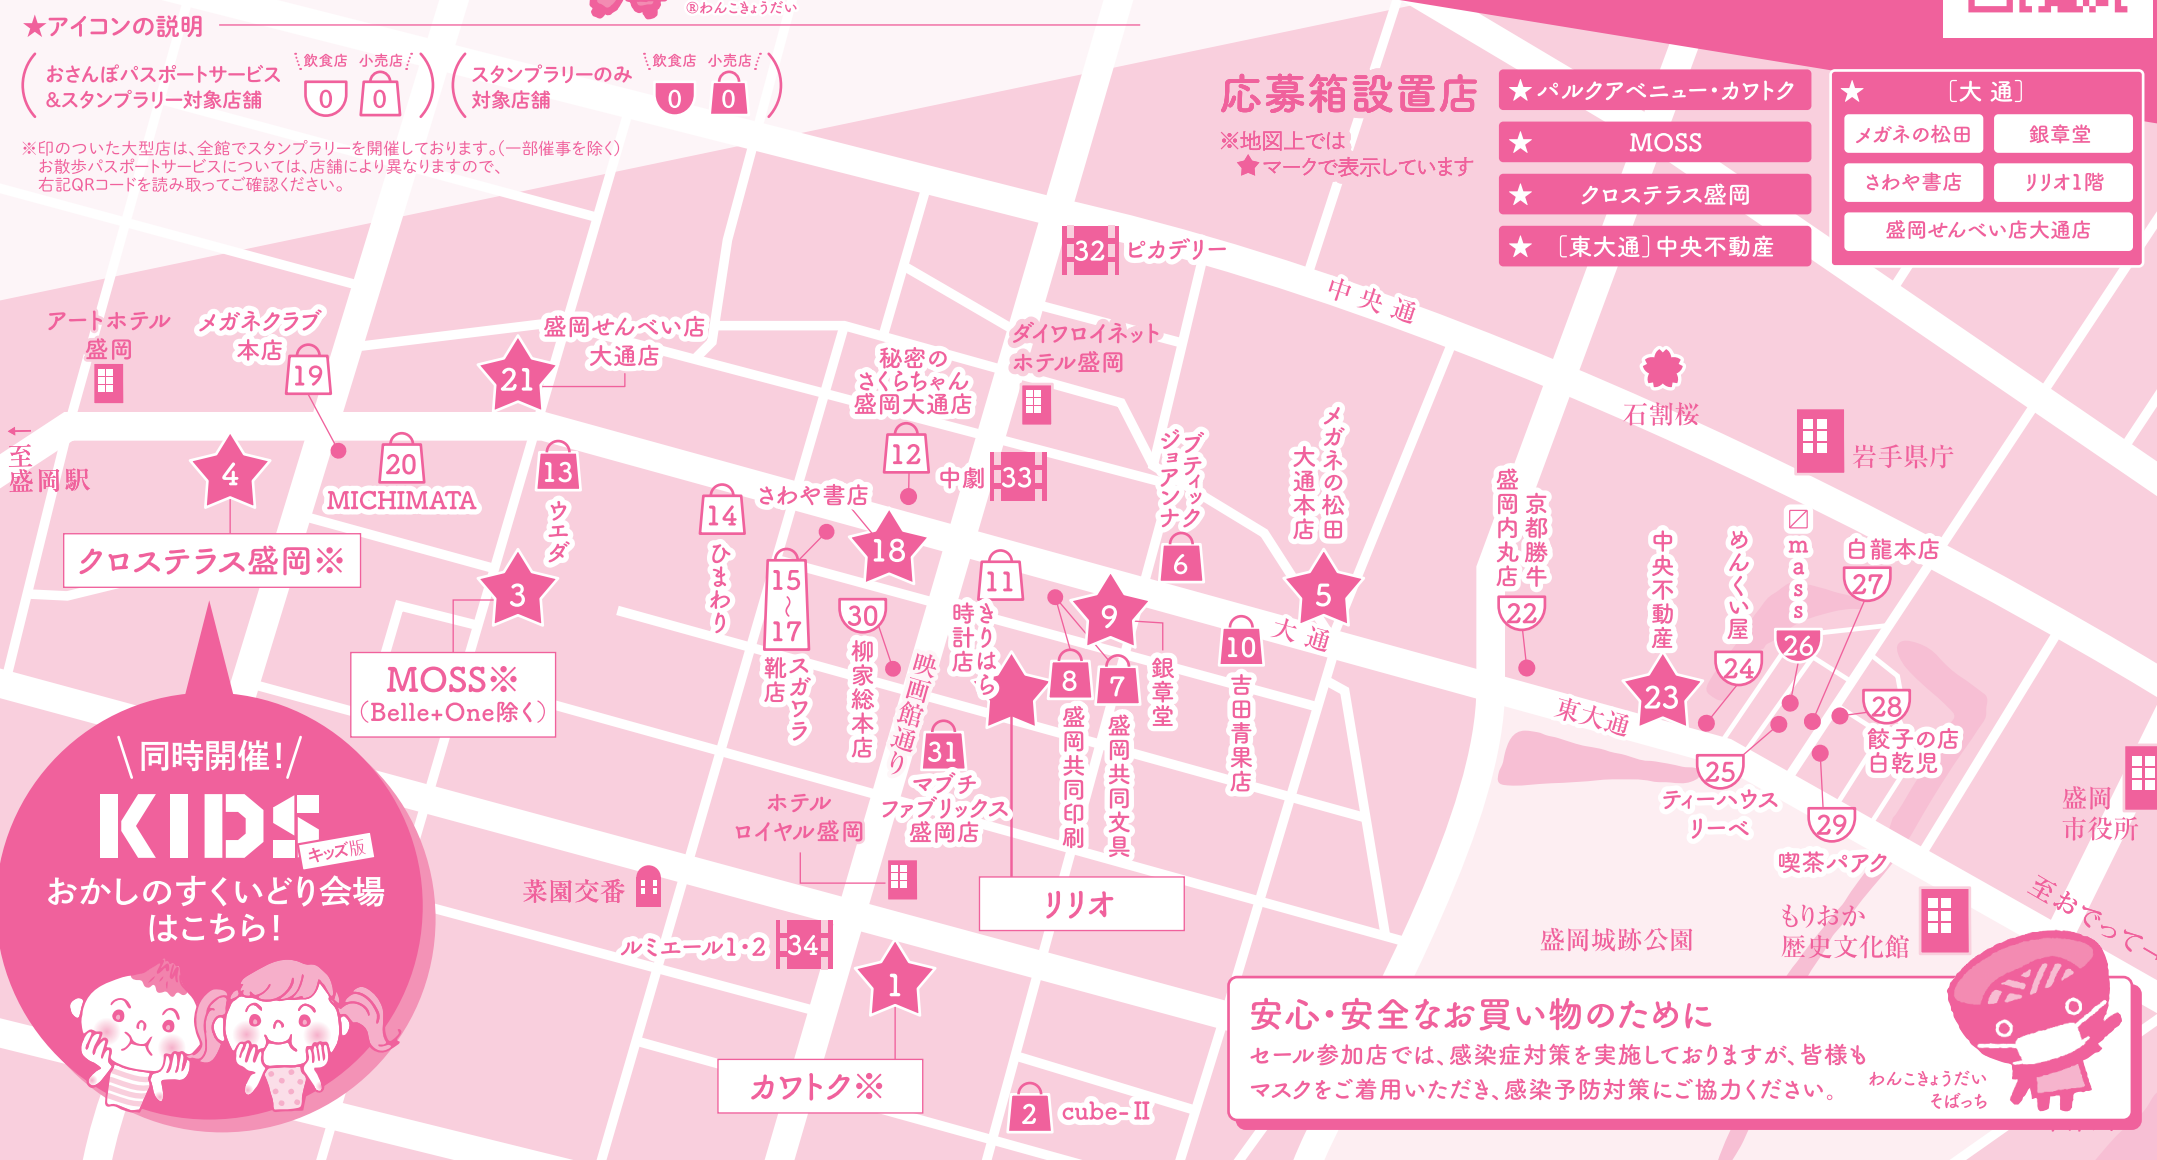 ®わんこきょうだい
★アイコンの説明
おさんぽパスポートサービス
&スタンプラリー対象店舗
飲食店 小売店
0 0
スタンプラリーのみ
対象店舗
飲食店 小売店
0 0
※印のついた大型店は、全館でスタンプラリーを開催しております。(一部催事を除く)
お散歩パスポートサービスについては、店舗により異なりますので、
右記QRコードを読み取ってご確認ください。
応募箱設置店
※地図上では
★マークで表示しています
★パルクアベニュー・カワトク
★ MOSS
★ クロステラス盛岡
★ [東大通]中央不動産
★ [大 通]
メガネの松田
銀章堂
さわや書店
リリオ1階
盛岡せんべい店大通店
32 ピカデリー
中央通
アートホテル
盛岡
メガネクラブ
本店
19
21
盛岡せんべい店
大通店
秘密の
さくらちゃん
盛岡大通店
12
ダイワロイネット
ホテル盛岡
石割桜
岩手県庁
←至
盛岡駅
4
クロステラス盛岡※
20
MICHIMATA
13
ウエダ
3
MOSS※
(Belle+One除く)
14
ひまわり
さわや書店
18
15〜17
スガワラ
靴店
30
柳家総本店
映画館通り
中劇 33
11
きりはら
時計店
ブティック
ジョアンナ
6
9
銀章堂
8
盛岡共同印刷
7
盛岡共同文具
メガネの松田
大通本店
5
大通
10
吉田青果店
31
マブチ
ファブリックス
盛岡店
リリオ
京都勝牛
盛岡内丸店
22
中央不動産
23
東大通
めんくい屋
24
〼mass
26
白龍本店
27
28
餃子の店
白乾児
25
ティーハウス
リーベ
29
喫茶パアク
盛岡
市役所
至おでって
もりおか
歴史文化館
盛岡城跡公園
ホテル
ロイヤル盛岡
菜園交番
ルミエール1・2 34
1
カワトク※
2 cube-II
同時開催!
KIDS
キッズ版
おかしのすくいどり会場
はこちら!
安心・安全なお買い物のために
セール参加店では、感染症対策を実施しておりますが、皆様も
マスクをご着用いただき、感染予防対策にご協力ください。
わんこきょうだい
そばっち